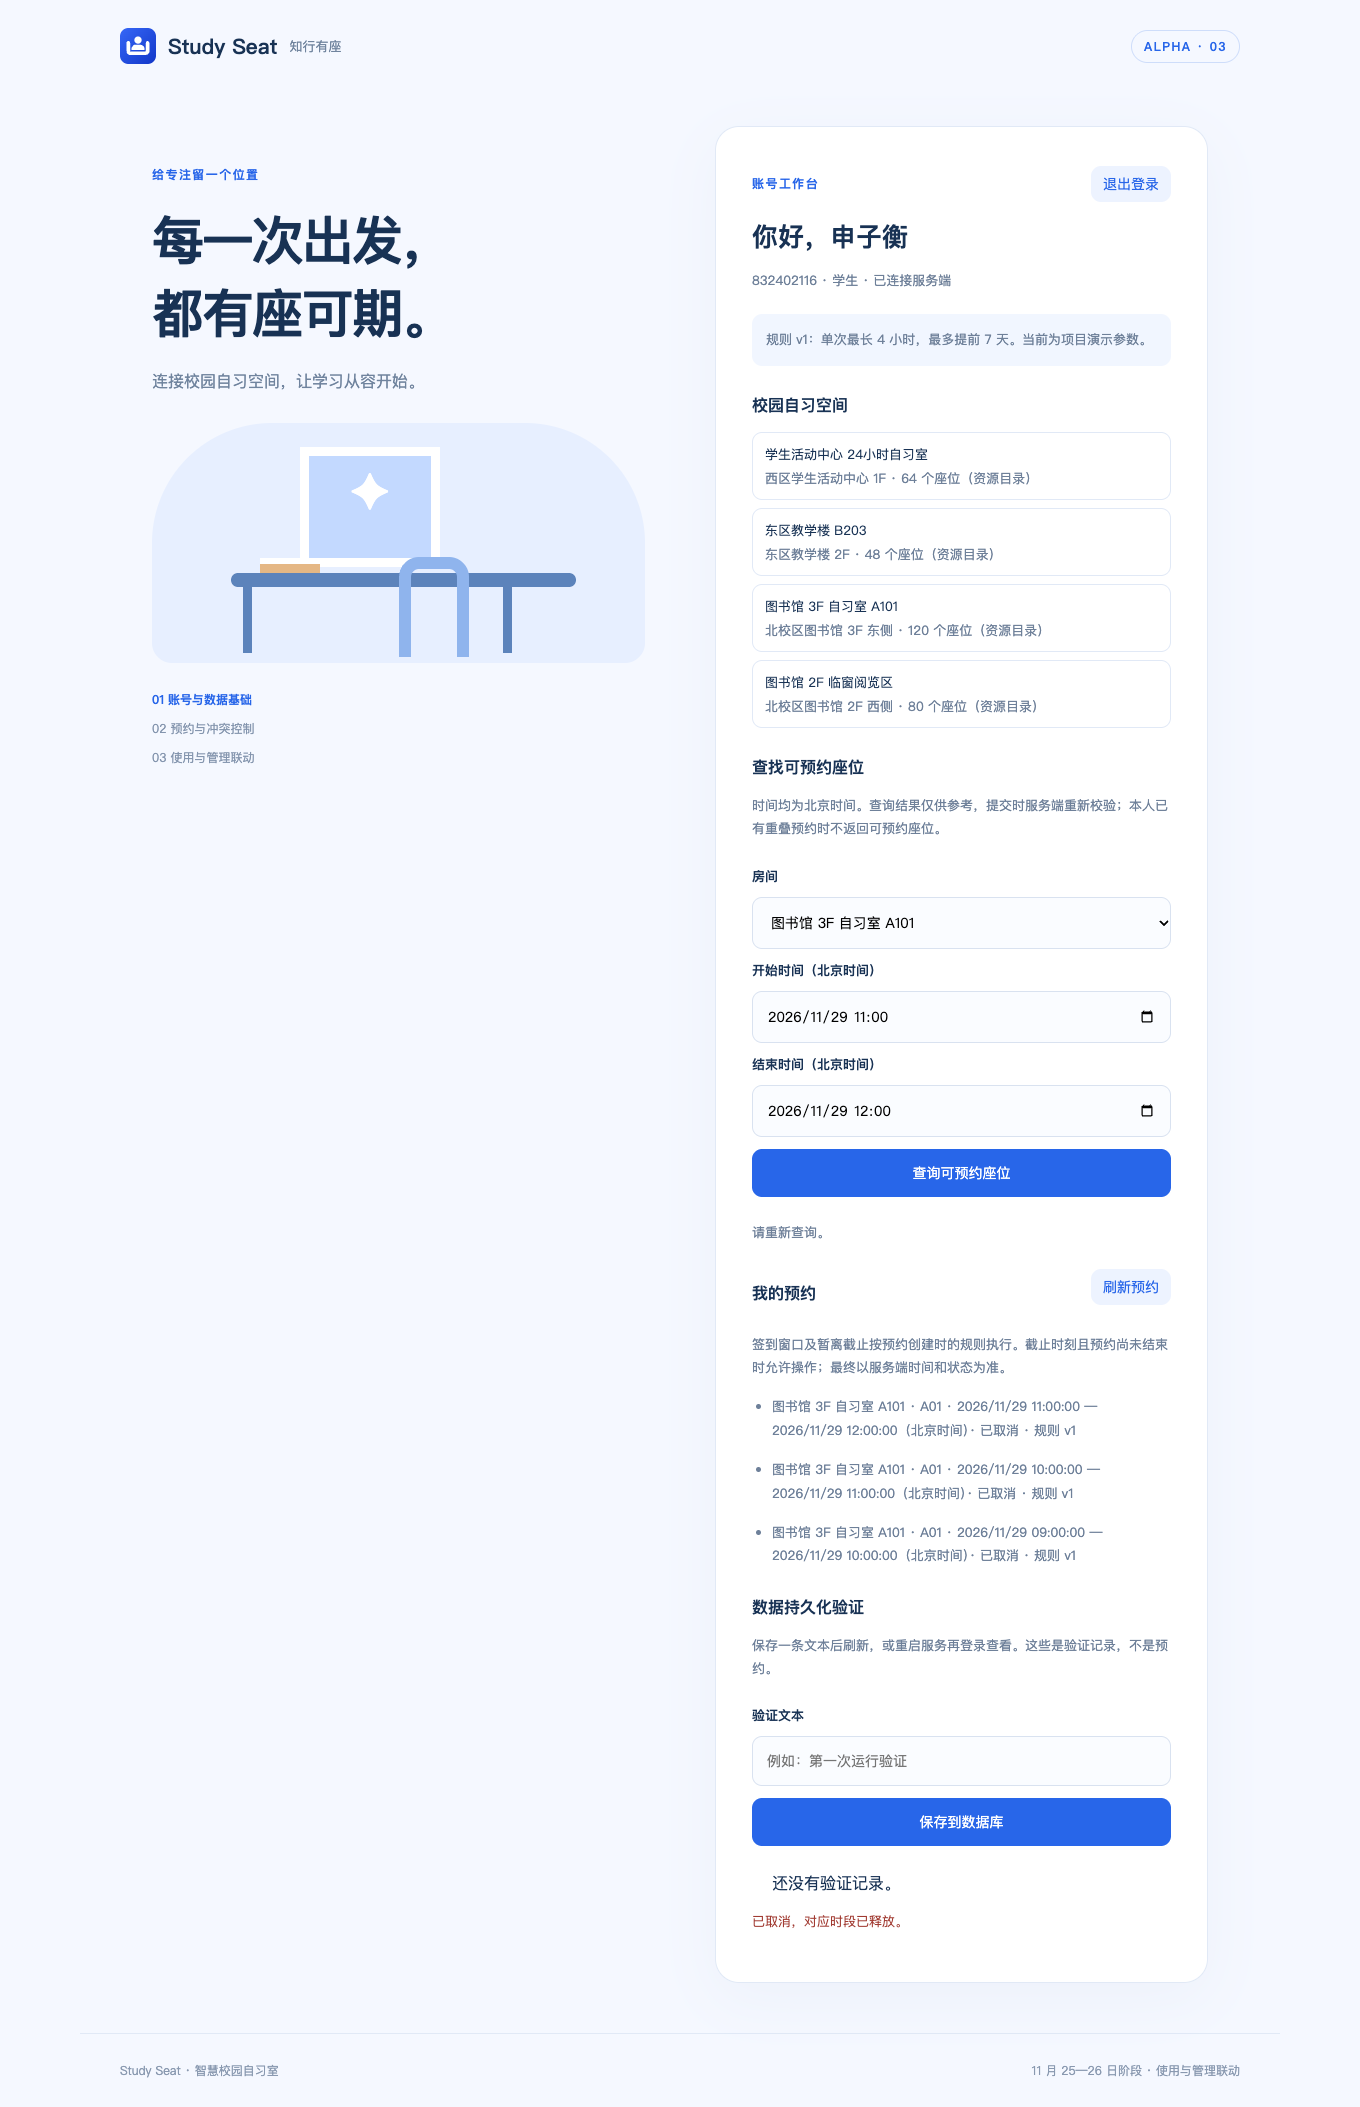 Study Seat 知行有座
ALPHA · 03
给专注留一个位置
每一次出发，
都有座可期。
连接校园自习空间，让学习从容开始。
01 账号与数据基础
02 预约与冲突控制
03 使用与管理联动
账号工作台
退出登录
你好，申子衡
832402116 · 学生 · 已连接服务端
规则 v1：单次最长 4 小时，最多提前 7 天。当前为项目演示参数。
校园自习空间
学生活动中心 24小时自习室
西区学生活动中心 1F · 64 个座位（资源目录）
东区教学楼 B203
东区教学楼 2F · 48 个座位（资源目录）
图书馆 3F 自习室 A101
北校区图书馆 3F 东侧 · 120 个座位（资源目录）
图书馆 2F 临窗阅览区
北校区图书馆 2F 西侧 · 80 个座位（资源目录）
查找可预约座位
时间均为北京时间。查询结果仅供参考，提交时服务端重新校验；本人已
有重叠预约时不返回可预约座位。
房间
图书馆 3F 自习室 A101
开始时间（北京时间）
2026/11/29 11:00
结束时间（北京时间）
2026/11/29 12:00
查询可预约座位
请重新查询。
我的预约
刷新预约
签到窗口及暂离截止按预约创建时的规则执行。截止时刻且预约尚未结束
时允许操作；最终以服务端时间和状态为准。
图书馆 3F 自习室 A101 · A01 · 2026/11/29 11:00:00 —
2026/11/29 12:00:00（北京时间）· 已取消 · 规则 v1
图书馆 3F 自习室 A101 · A01 · 2026/11/29 10:00:00 —
2026/11/29 11:00:00（北京时间）· 已取消 · 规则 v1
图书馆 3F 自习室 A101 · A01 · 2026/11/29 09:00:00 —
2026/11/29 10:00:00（北京时间）· 已取消 · 规则 v1
数据持久化验证
保存一条文本后刷新，或重启服务再登录查看。这些是验证记录，不是预
约。
验证文本
例如：第一次运行验证
保存到数据库
还没有验证记录。
已取消，对应时段已释放。
Study Seat · 智慧校园自习室
11 月 25—26 日阶段 · 使用与管理联动